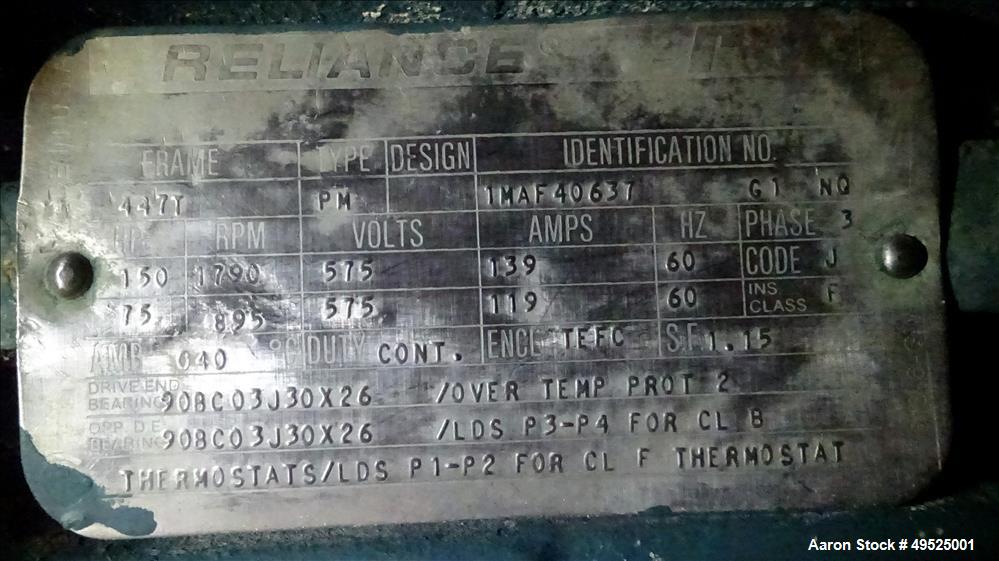 RELIANCE
FRAME TYPE DESIGN IDENTIFICATION NO.
447T PM 1MAF40637 G1 NQ
HP RPM VOLTS AMPS HZ PHASE 3
150 1790 575 139 60 CODE J
75 895 575 119 60 INS CLASS F
AMB 040 °C DUTY CONT. ENCL TEFC S.F. 1.15
DRIVE END BEARING 90BC03J30X26 /OVER TEMP PROT 2
OPP D E BEARING 90BC03J30X26 /LDS P3-P4 FOR CL B
THERMOSTATS/LDS P1-P2 FOR CL F THERMOSTAT
Aaron Stock # 49525001